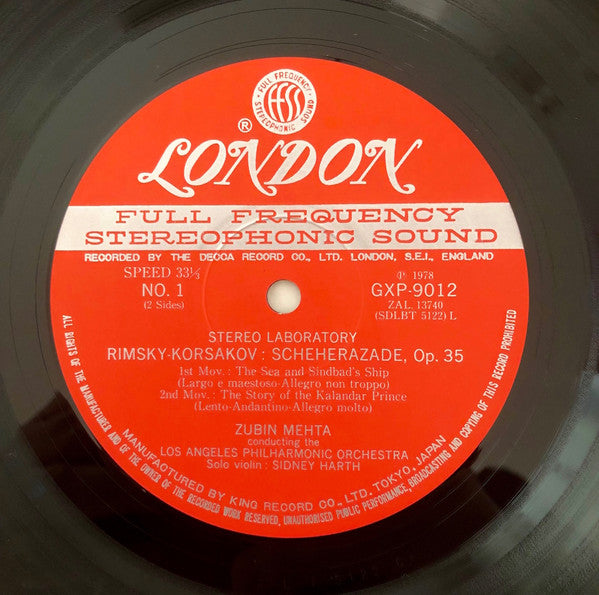 FULL FREQUENCY
ffss
STEREOPHONIC SOUND
®
LONDON
FULL FREQUENCY
STEREOPHONIC SOUND
RECORDED BY THE DECCA RECORD CO., LTD. LONDON, S.E.I., ENGLAND
SPEED 33⅓
℗ 1978
NO. 1
GXP-9012
(2 Sides)
ZAL. 13740
(SDLBT 5122) L
STEREO LABORATORY
RIMSKY-KORSAKOV : SCHEHERAZADE, Op. 35
1st Mov. : The Sea and Sindbad's Ship
(Largo e maestoso-Allegro non troppo)
2nd Mov. : The Story of the Kalandar Prince
(Lento-Andantino-Allegro molto)
ZUBIN MEHTA
conducting the
LOS ANGELES PHILHARMONIC ORCHESTRA
Solo violin : SIDNEY HARTH
MANUFACTURED BY KING RECORD CO., LTD. TOKYO, JAPAN
ALL RIGHTS OF THE MANUFACTURER AND OF THE OWNER OF THE RECORDED WORK RESERVED, UNAUTHORISED PUBLIC PERFORMANCE, BROADCASTING AND COPYING OF THIS RECORD PROHIBITED